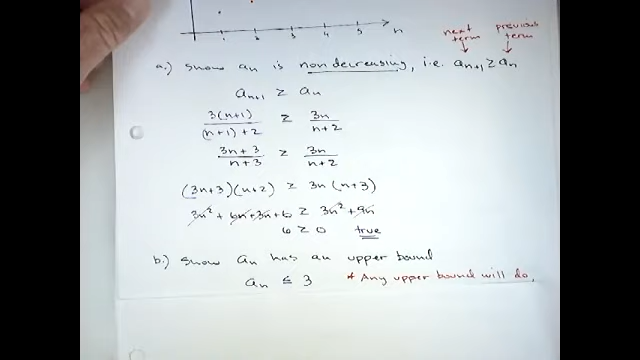 1 2 3 4 5 n
next term previous term
a.) Show an is nondecreasing, i.e. an+1 ≥ an
an+1 ≥ an
3(n+1)/((n+1)+2) ≥ 3n/(n+2)
(3n+3)/(n+3) ≥ 3n/(n+2)
(3n+3)(n+2) ≥ 3n(n+3)
3n² + 6n + 3n + 6 ≥ 3n² + 9n
6 ≥ 0 true
b.) Show an has an upper bound
an ≤ 3 * Any upper bound will do.